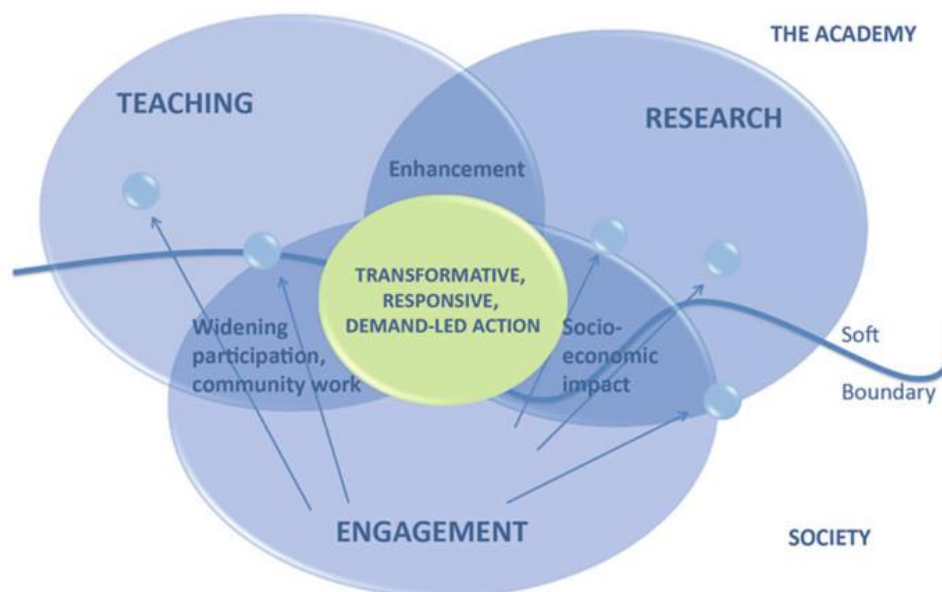 THE ACADEMY
TEACHING
RESEARCH
Enhancement
TRANSFORMATIVE,
RESPONSIVE,
DEMAND-LED ACTION
Widening
participation,
community work
Socio-
economic
impact
Soft
Boundary
ENGAGEMENT
SOCIETY